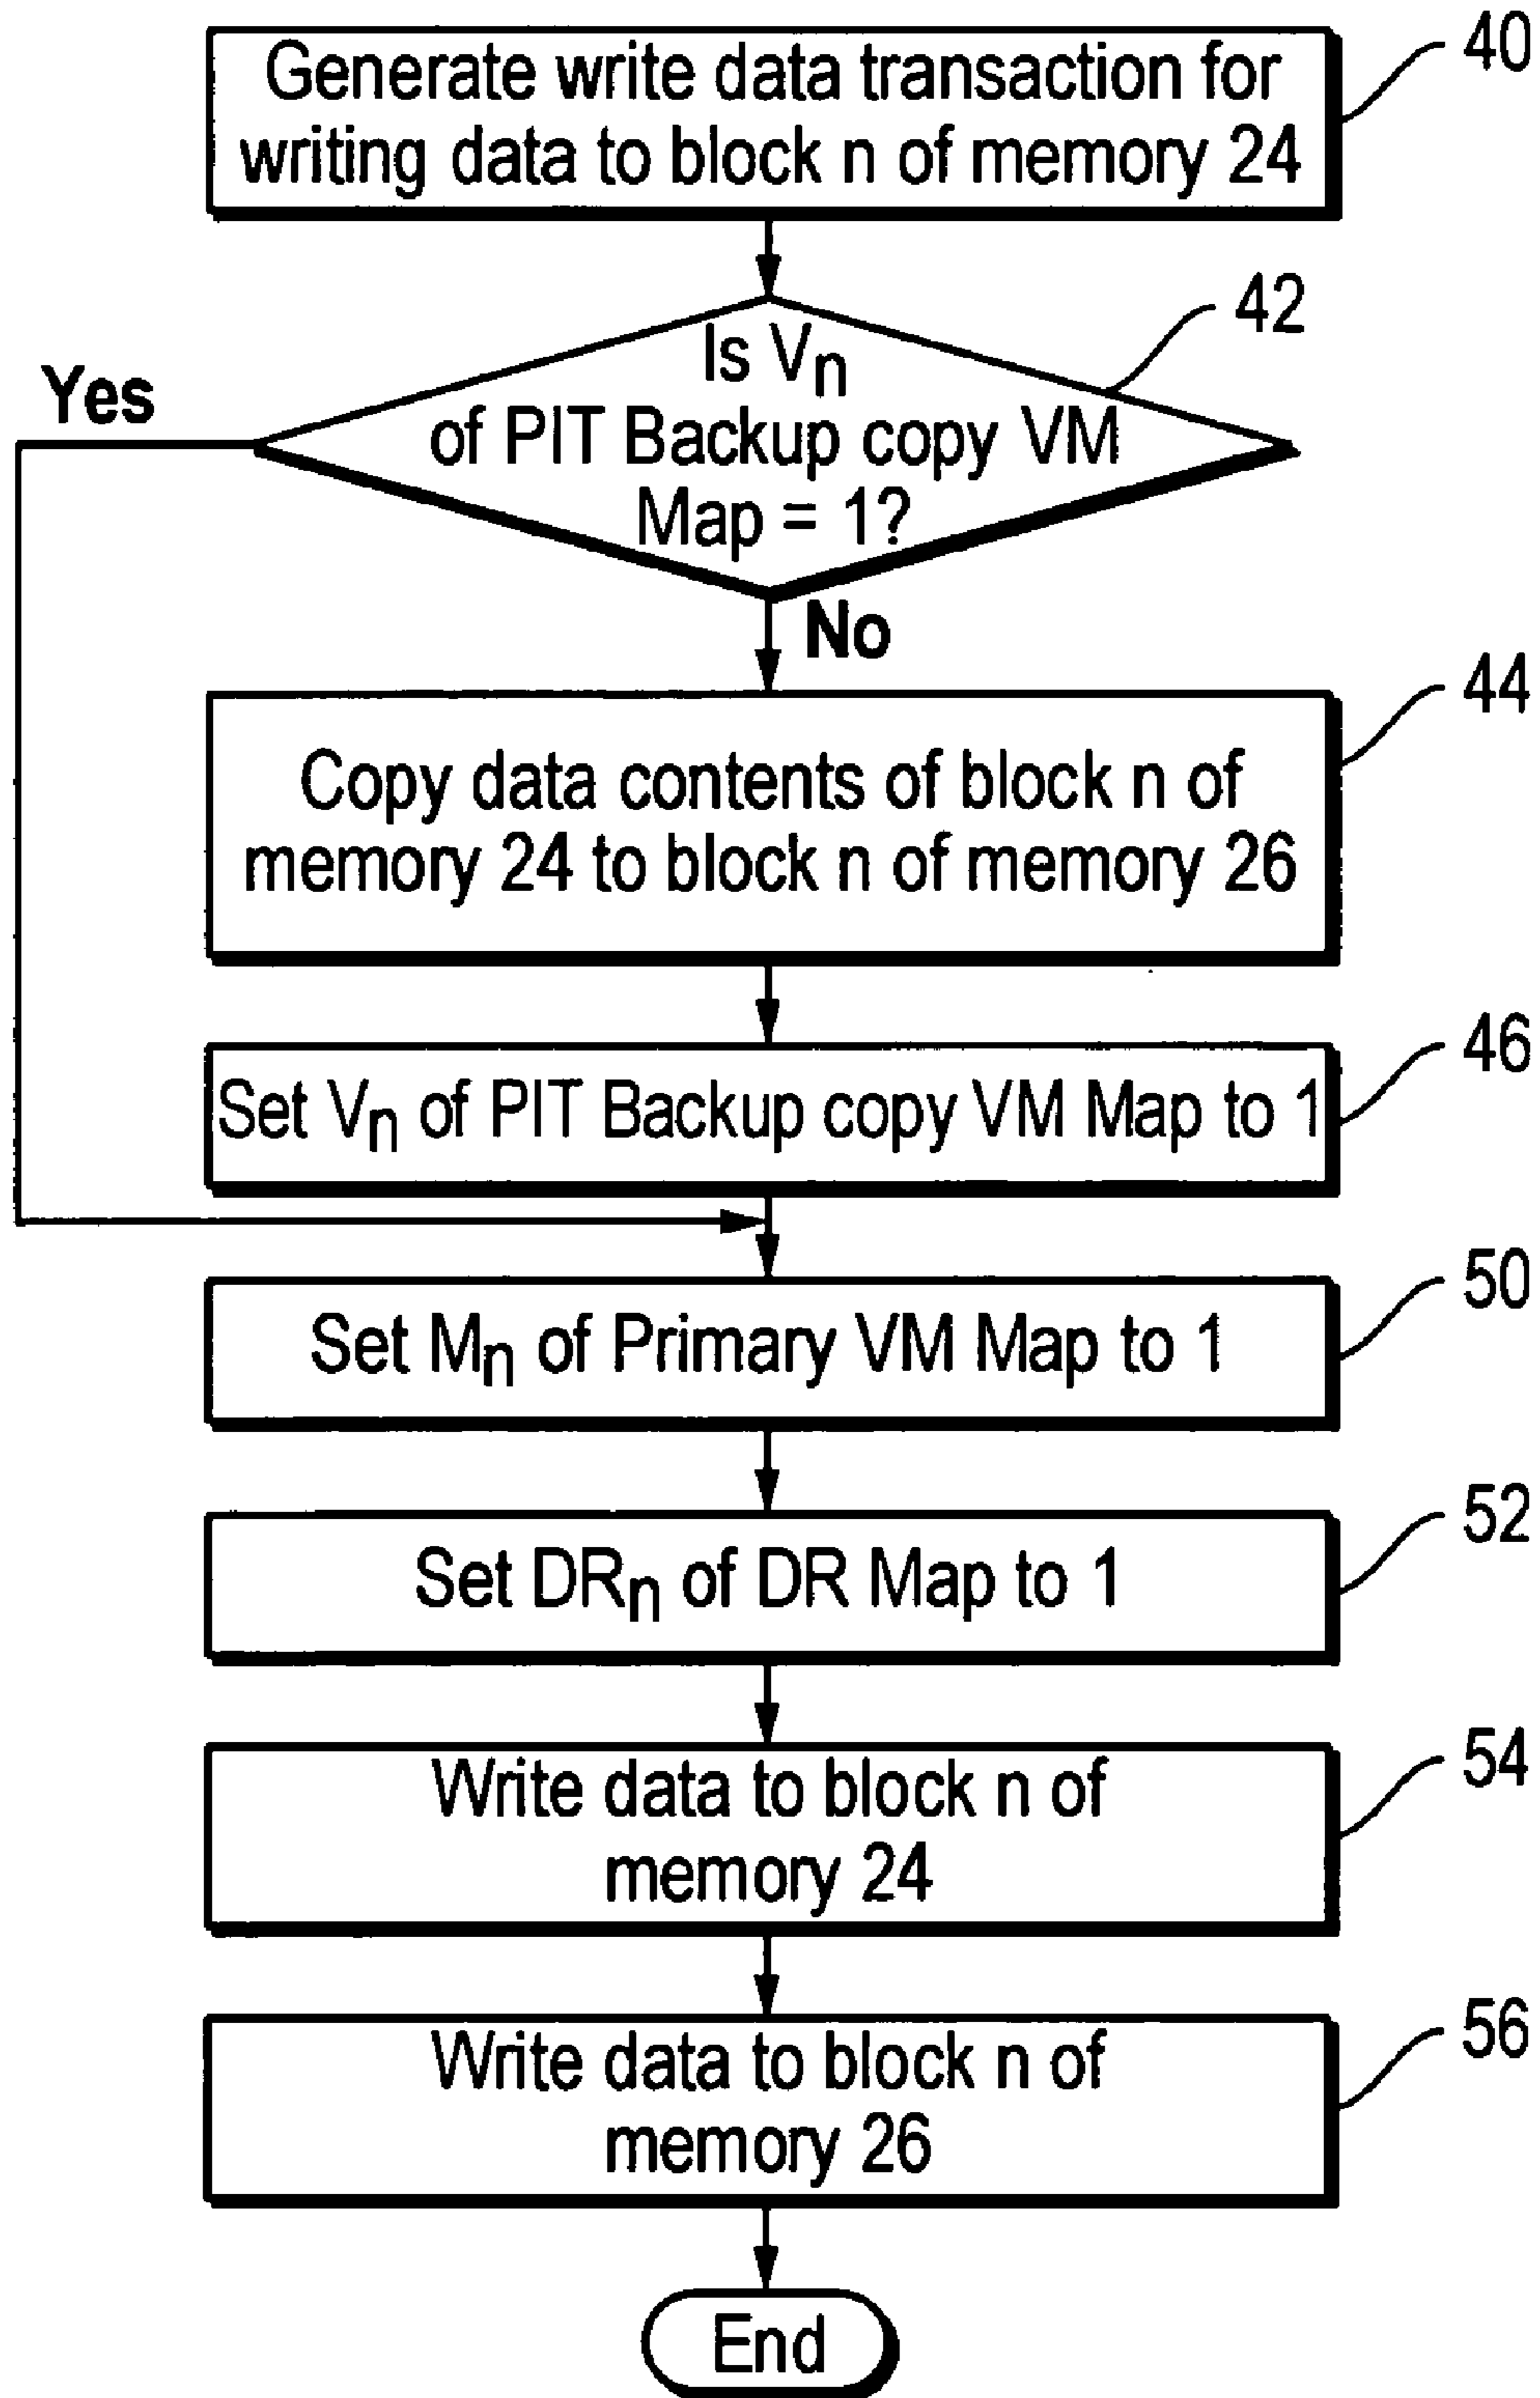 Generate write data transaction for
writing data to block n of memory 24
40
Is Vn
of PIT Backup copy VM
Map = 1?
42
Yes
No
Copy data contents of block n of
memory 24 to block n of memory 26
44
Set Vn of PIT Backup copy VM Map to 1
46
Set Mn of Primary VM Map to 1
50
Set DRn of DR Map to 1
52
Write data to block n of
memory 24
54
Write data to block n of
memory 26
56
End